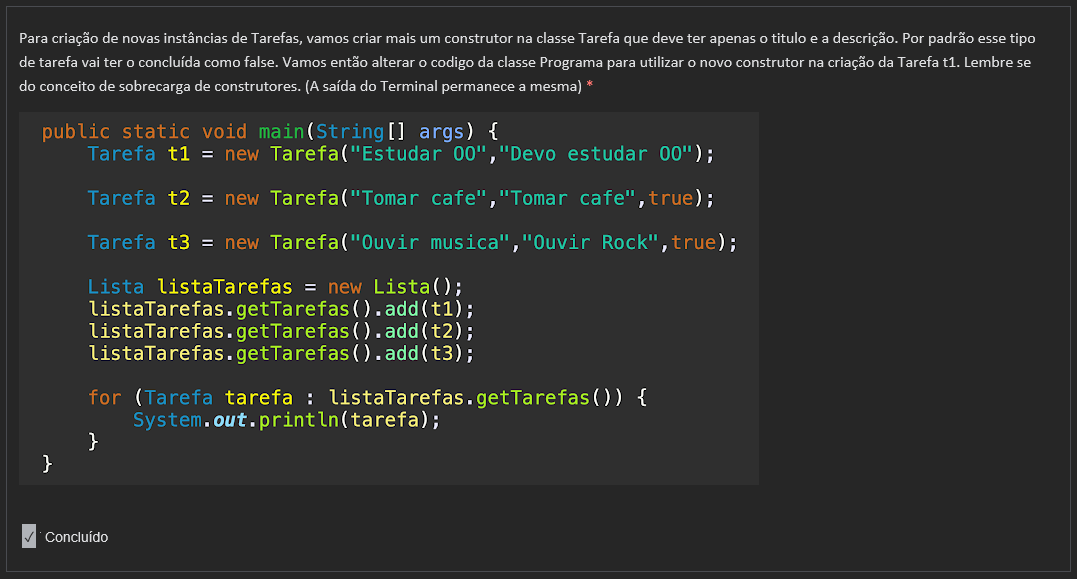 Para criação de novas instâncias de Tarefas, vamos criar mais um construtor na classe Tarefa que deve ter apenas o titulo e a descrição. Por padrão esse tipo
de tarefa vai ter o concluída como false. Vamos então alterar o codigo da classe Programa para utilizar o novo construtor na criação da Tarefa t1. Lembre se
do conceito de sobrecarga de construtores. (A saída do Terminal permanece a mesma) *
public static void main(String[] args) {
Tarefa t1 = new Tarefa("Estudar OO","Devo estudar OO");
Tarefa t2 = new Tarefa("Tomar cafe","Tomar cafe",true);
Tarefa t3 = new Tarefa("Ouvir musica","Ouvir Rock",true);
Lista listaTarefas = new Lista();
listaTarefas.getTarefas().add(t1);
listaTarefas.getTarefas().add(t2);
listaTarefas.getTarefas().add(t3);
for (Tarefa tarefa : listaTarefas.getTarefas()) {
System.out.println(tarefa);
}
}
Concluído